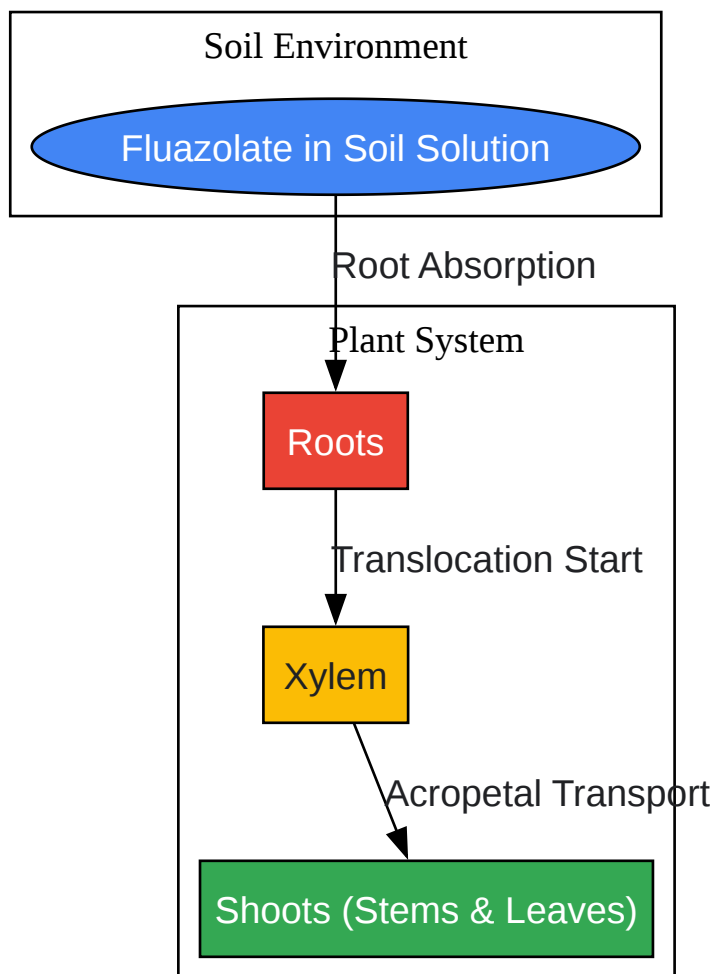 Soil Environment
Fluazolate in Soil Solution
Root Absorption
Plant System
Roots
Translocation Start
Xylem
Acropetal Transport
Shoots (Stems & Leaves)